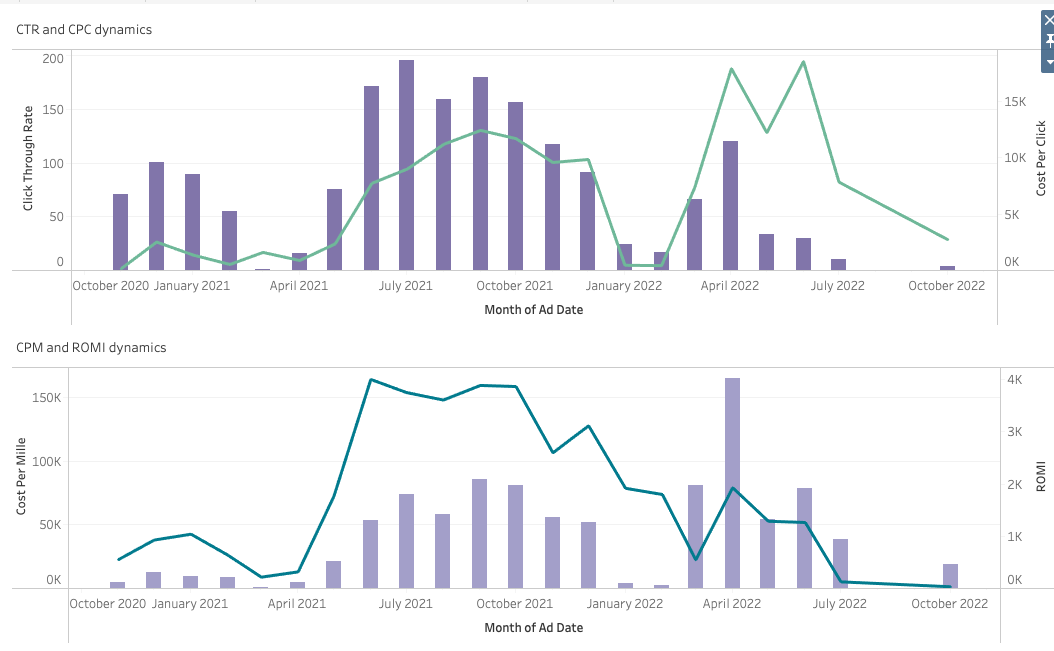 CTR and CPC dynamics
200
150
100
50
0
Click Through Rate
15K
10K
5K
0K
Cost Per Click
October 2020 January 2021 April 2021 July 2021 October 2021 January 2022 April 2022 July 2022 October 2022
Month of Ad Date
CPM and ROMI dynamics
150K
100K
50K
0K
Cost Per Mille
4K
3K
2K
1K
0K
ROMI
October 2020 January 2021 April 2021 July 2021 October 2021 January 2022 April 2022 July 2022 October 2022
Month of Ad Date